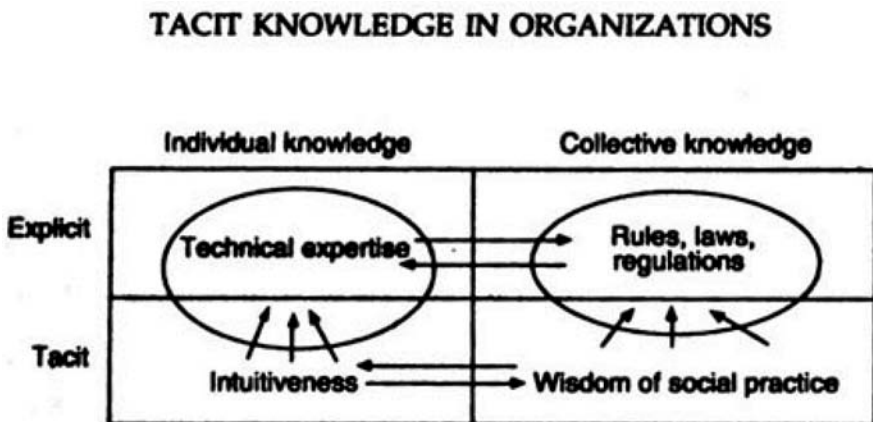 TACIT KNOWLEDGE IN ORGANIZATIONS
Individual knowledge
Collective knowledge
Explicit
Technical expertise
Rules, laws,
regulations
Tacit
Intuitiveness
Wisdom of social practice